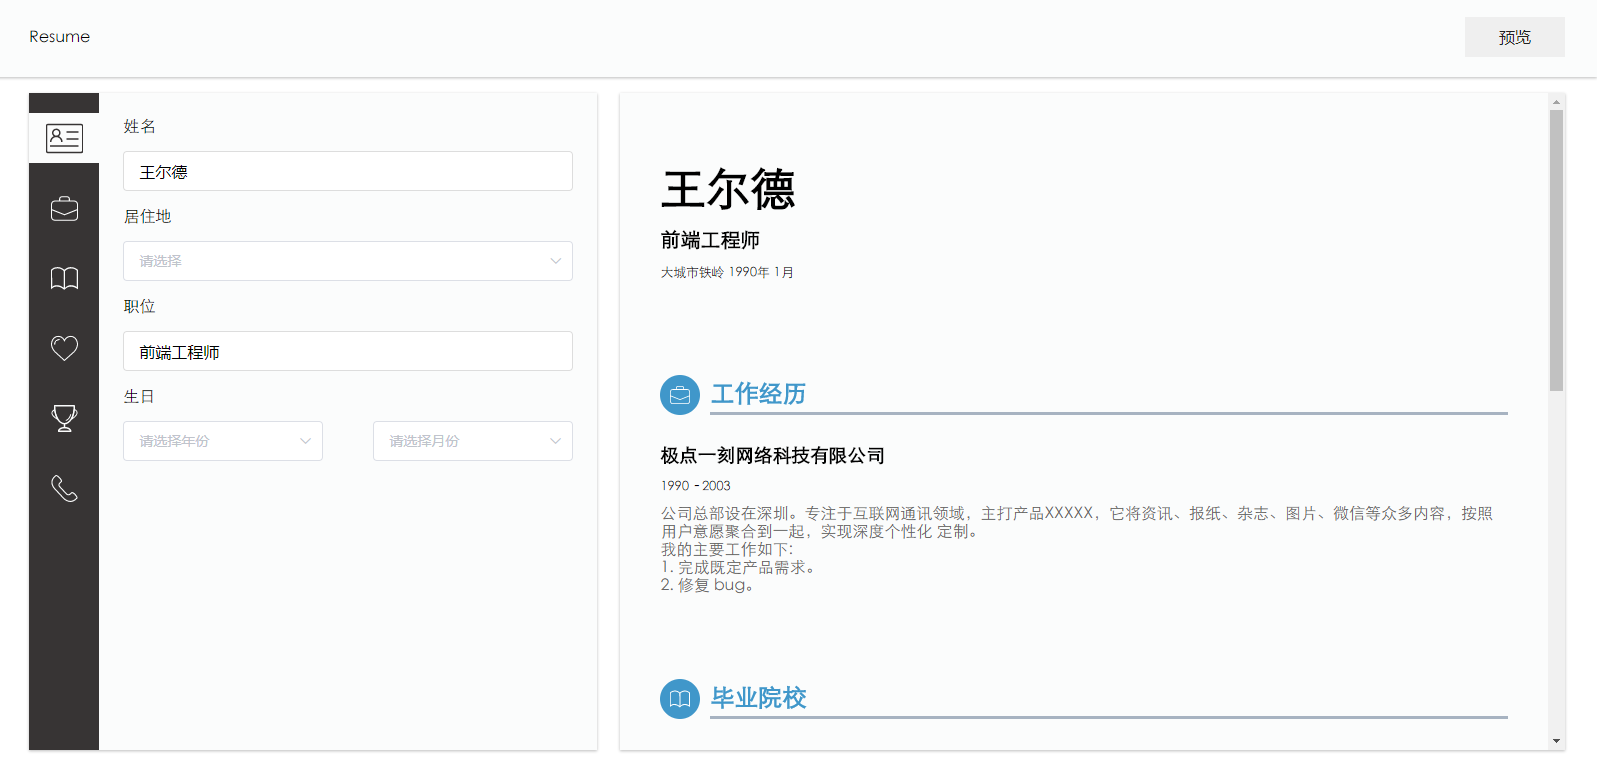 Resume
预览
姓名
王尔德
居住地
请选择
职位
前端工程师
生日
请选择年份
请选择月份
王尔德
前端工程师
大城市铁岭 1990年 1月
工作经历
极点一刻网络科技有限公司
1990 - 2003
公司总部设在深圳。专注于互联网通讯领域，主打产品XXXXX，它将资讯、报纸、杂志、图片、微信等众多内容，按照
用户意愿聚合到一起，实现深度个性化 定制。
我的主要工作如下:
1. 完成既定产品需求。
2. 修复 bug。
毕业院校